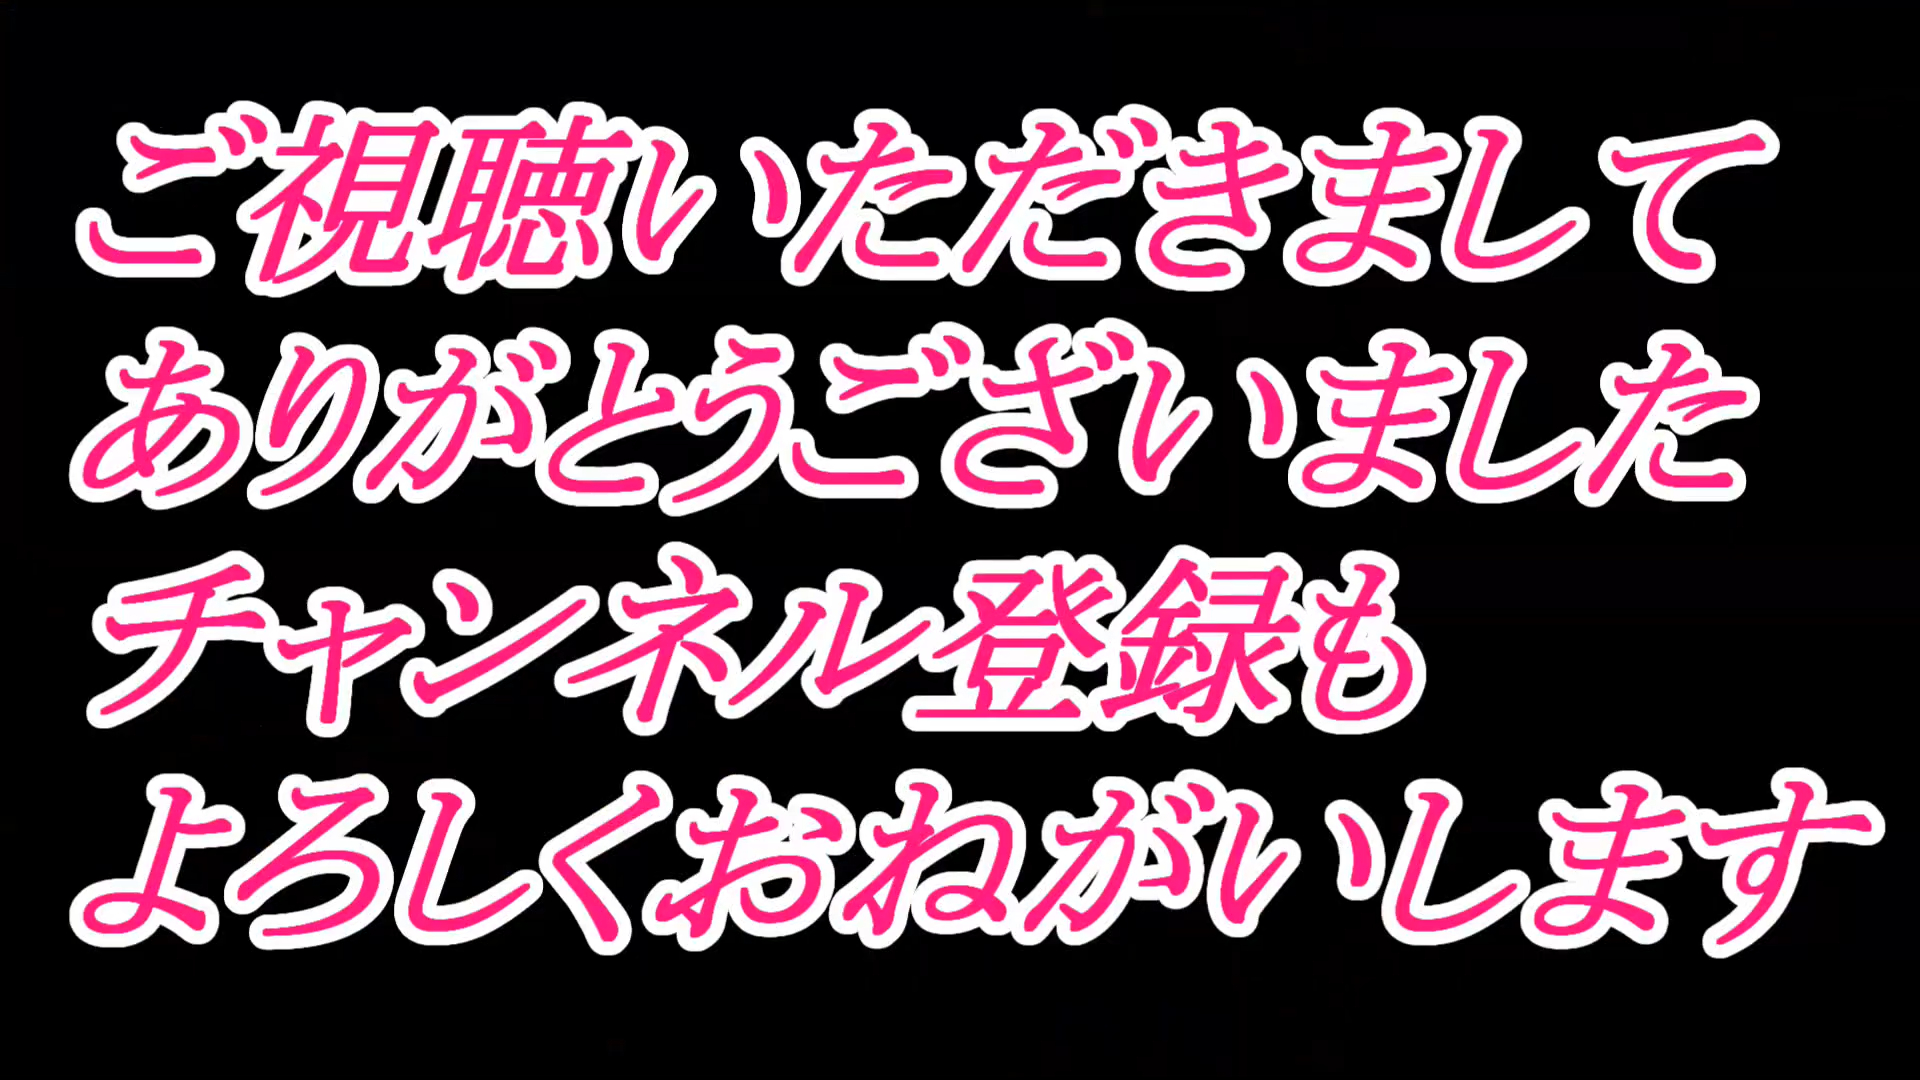 ご視聴いただきまして
ありがとうございました
チャンネル登録も
よろしくおねがいします